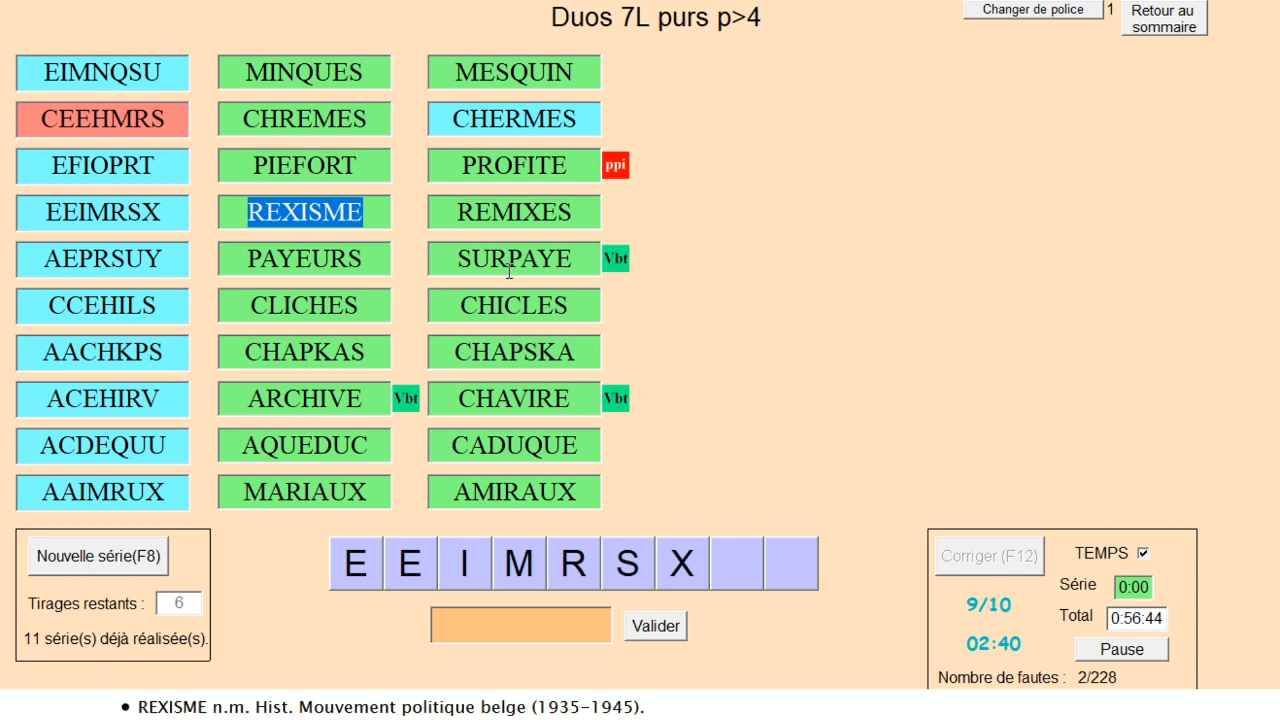 Duos 7L purs p>4
Changer de police 1
Retour au
sommaire
EIMNQSU MINQUES MESQUIN
CEEHMRS CHREMES CHERMES
EFIOPRT PIEFORT PROFITE ppi
EEIMRSX REXISME REMIXES
AEPRSUY PAYEURS SURPAYE Vbt
CCEHILS CLICHES CHICLES
AACHKPS CHAPKAS CHAPSKA
ACEHIRV ARCHIVE Vbt CHAVIRE Vbt
ACDEQUU AQUEDUC CADUQUE
AAIMRUX MARIAUX AMIRAUX
Nouvelle série(F8)
Tirages restants : 6
11 série(s) déjà réalisée(s).
E E I M R S X
Valider
Corriger (F12) TEMPS
Série 0:00
9/10
Total 0:56:44
02:40
Pause
Nombre de fautes : 2/228
• REXISME n.m. Hist. Mouvement politique belge (1935-1945).